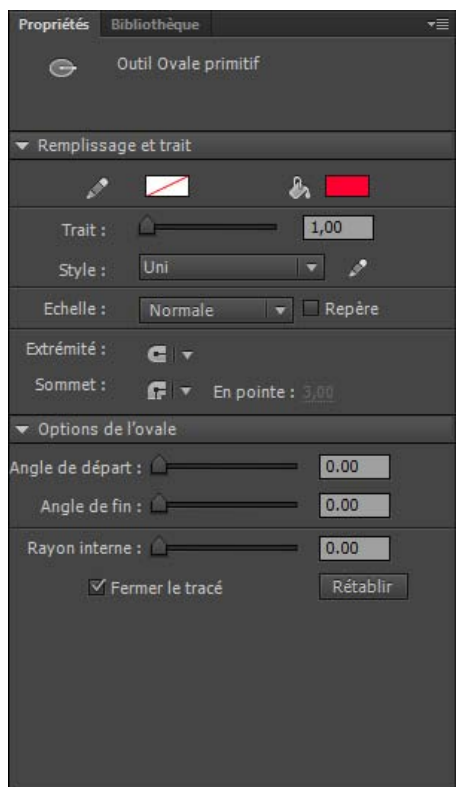 Propriétés Bibliothèque
Outil Ovale primitif
Remplissage et trait
Trait : 1,00
Style : Uni
Echelle : Normale Repère
Extrémité :
Sommet : En pointe : 3,00
Options de l'ovale
Angle de départ : 0.00
Angle de fin : 0.00
Rayon interne : 0.00
Fermer le tracé Rétablir